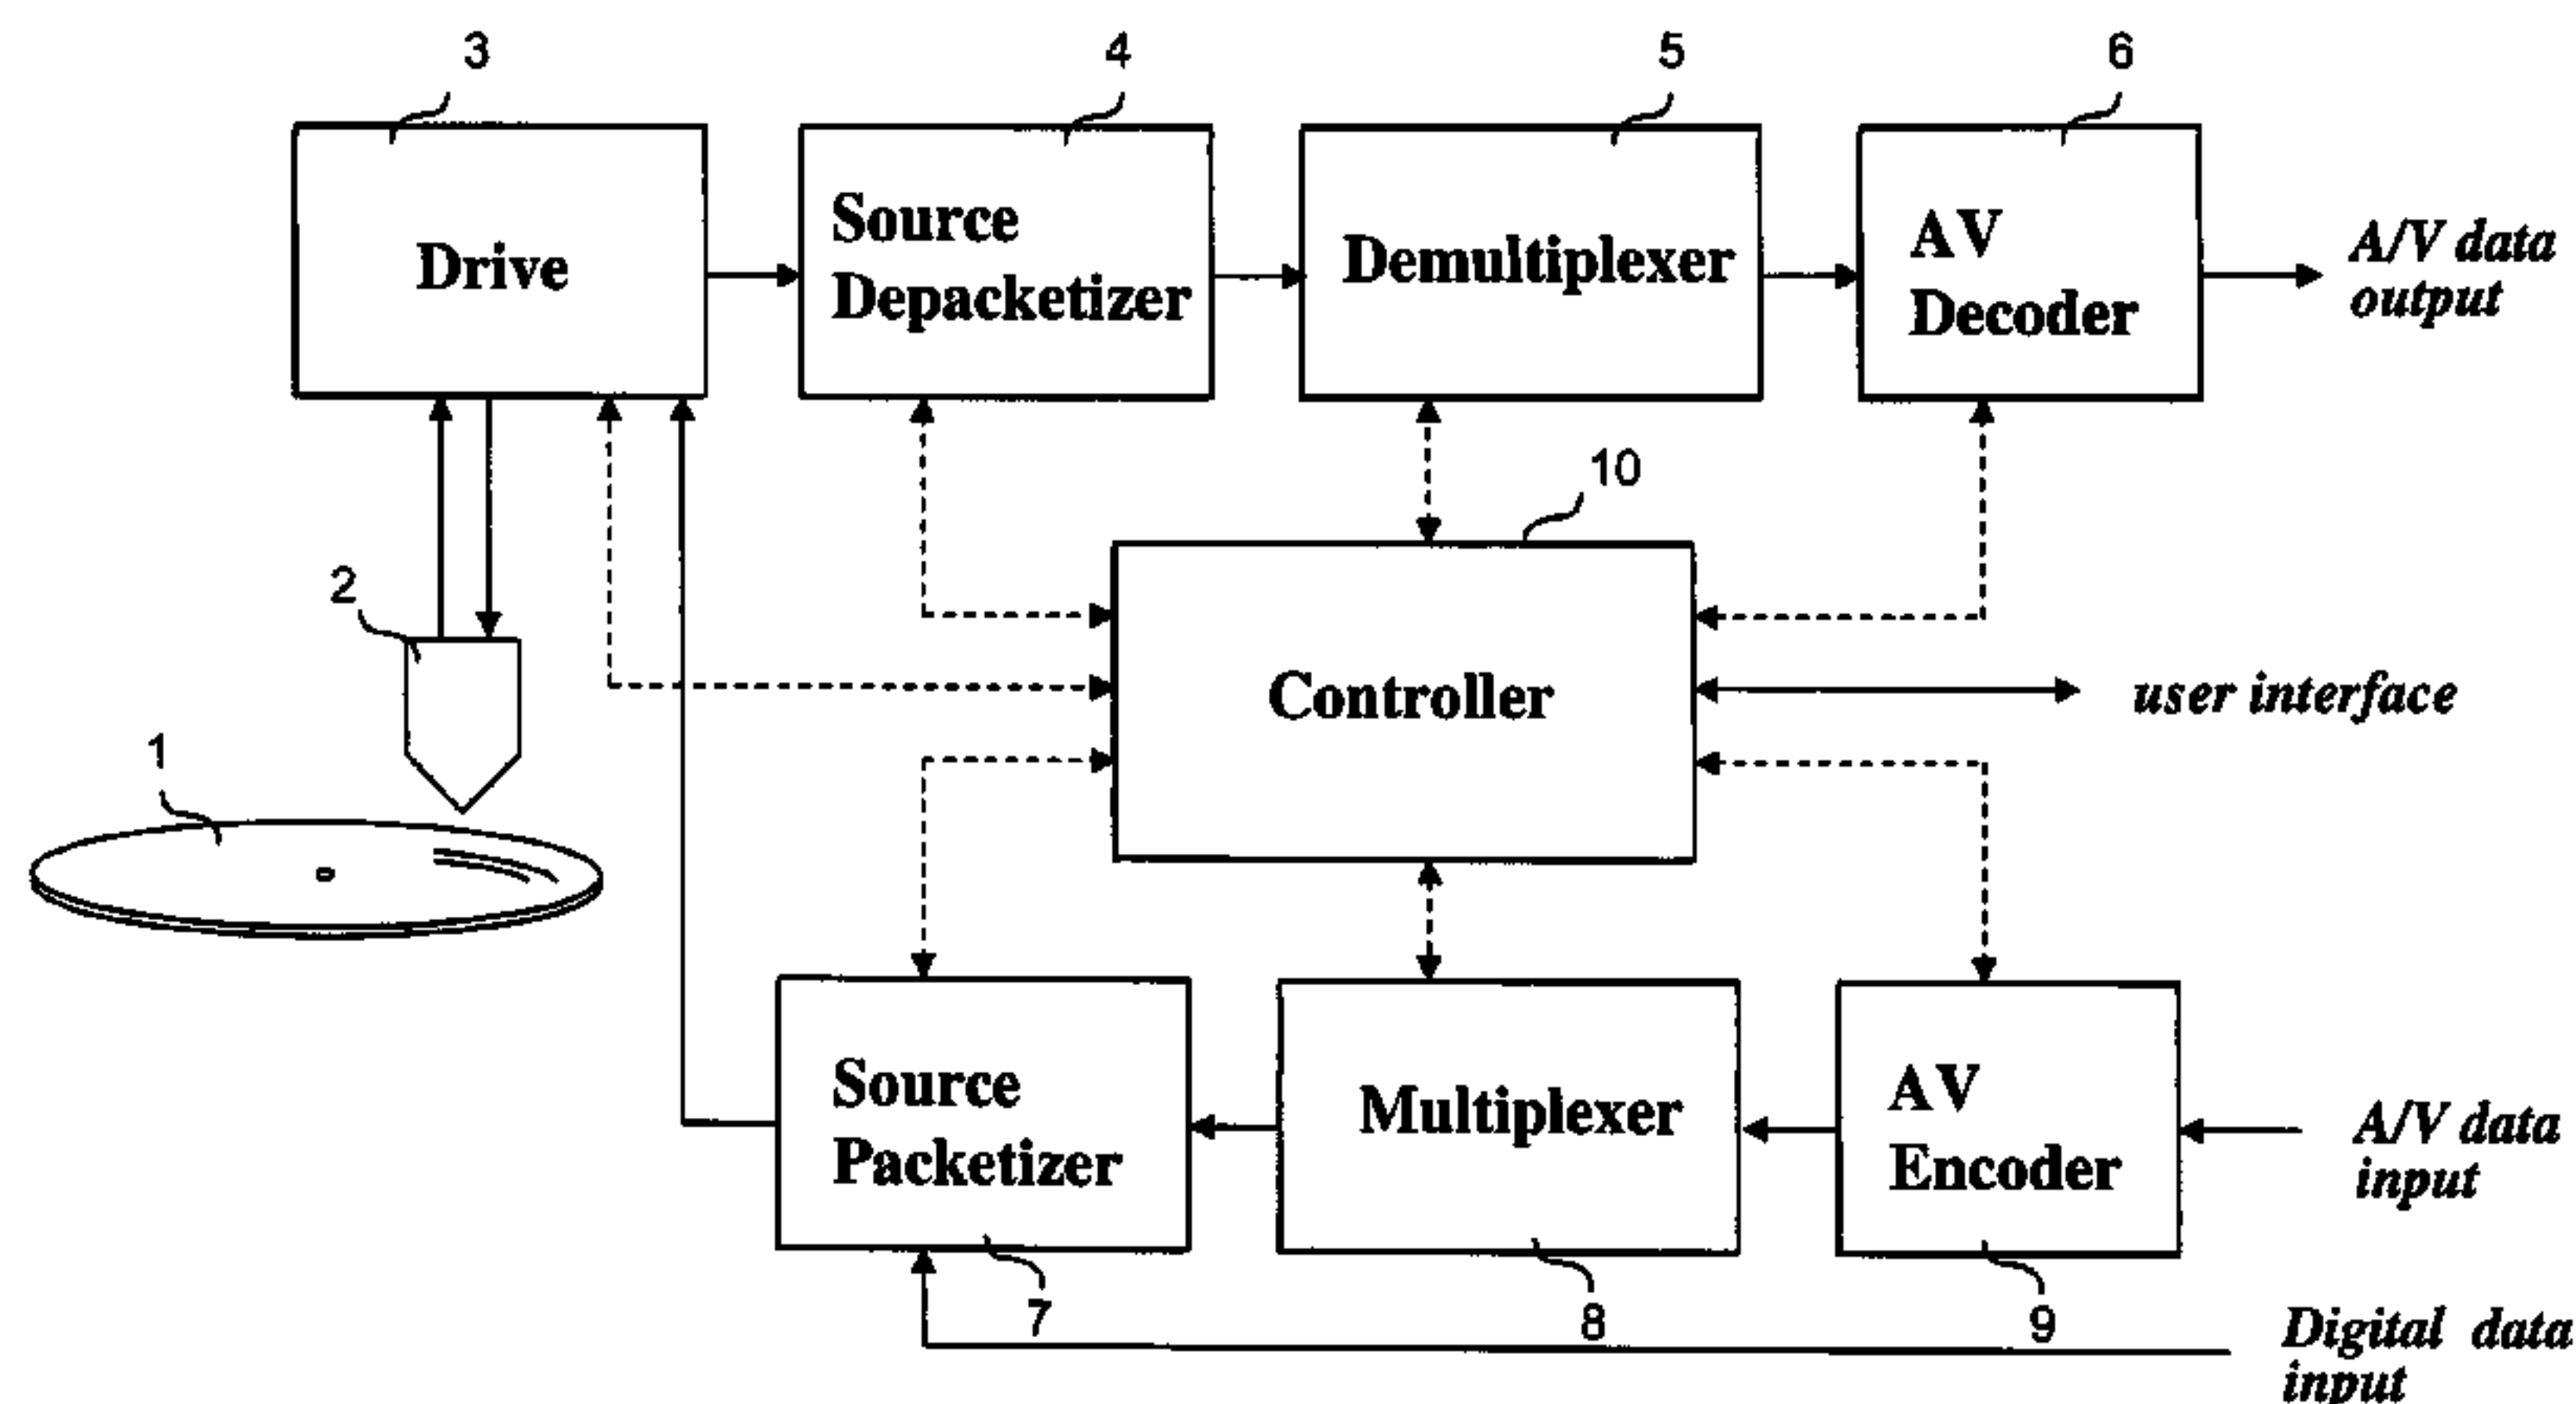 3
4
5
6
Drive
Source
Depacketizer
Demultiplexer
AV
Decoder
A/V data
output
10
2
Controller
user interface
1
Source
Packetizer
Multiplexer
AV
Encoder
A/V data
input
7
8
9
Digital data
input